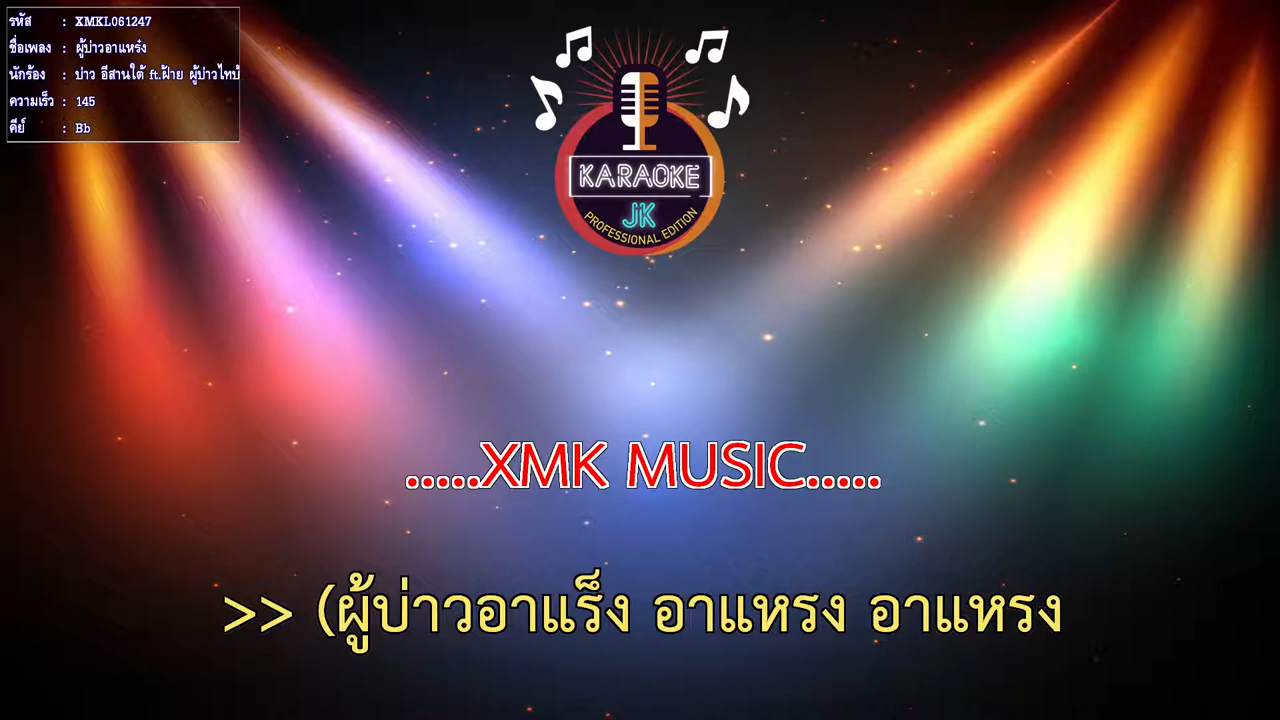 รหัส : XMKL061247
ชื่อเพลง : ผู้บ่าวอาแหร๋ง
นักร้อง : บ่าว อีสานใต้ ft.ฝ้าย ผู้บ่าวไทบ้
ความเร็ว : 145
คีย์ : Bb
KARAOKE
JK
PROFESSIONAL EDITION
.....XMK MUSIC.....
>> (ผู้บ่าวอาแร็ง อาแหรง อาแหรง